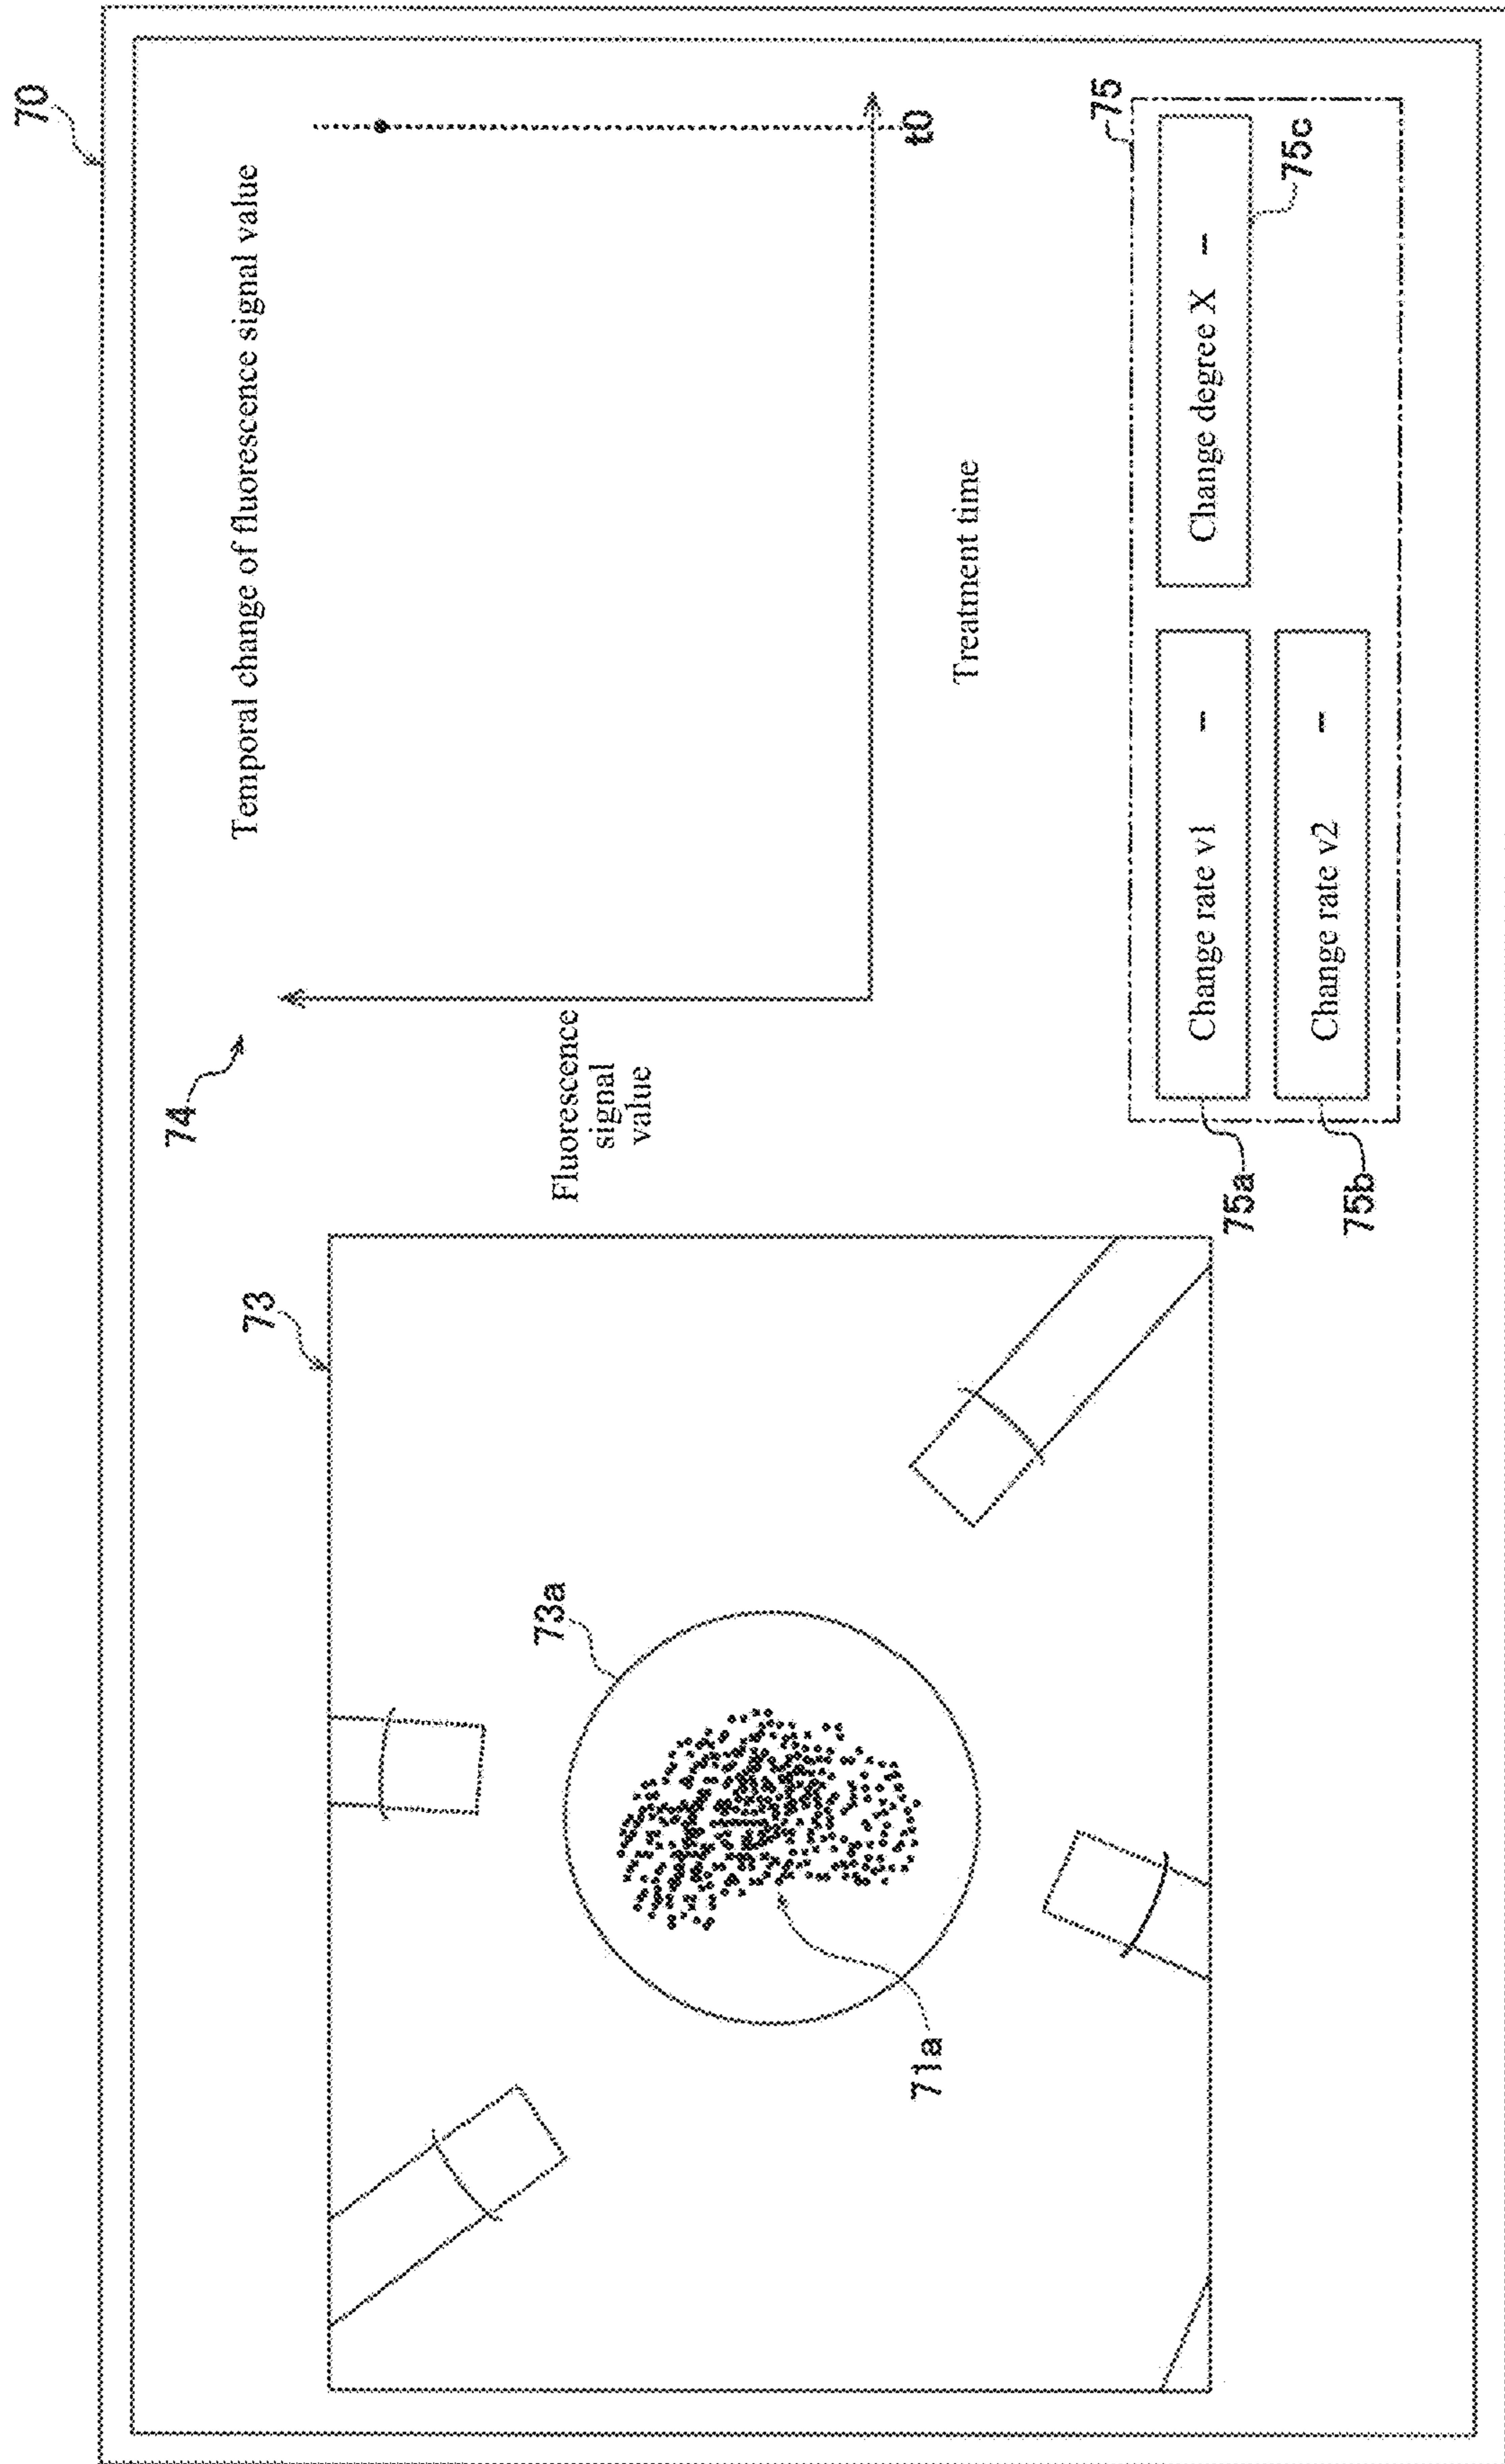 70
74
Temporal change of fluorescence signal value
73
Fluorescence
signal
value
73a
t0
Treatment time
71a
75
75a
Change rate v1 –
Change degree X –
75c
75b
Change rate v2 –